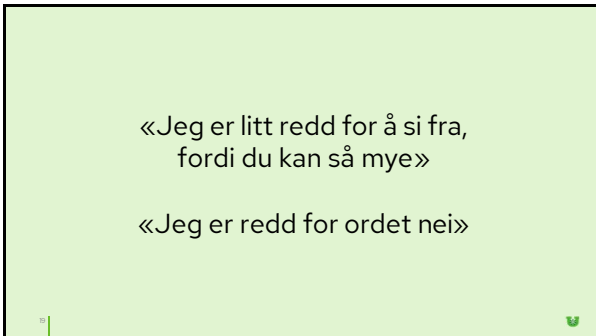 «Jeg er litt redd for å si fra,
fordi du kan så mye»
«Jeg er redd for ordet nei»